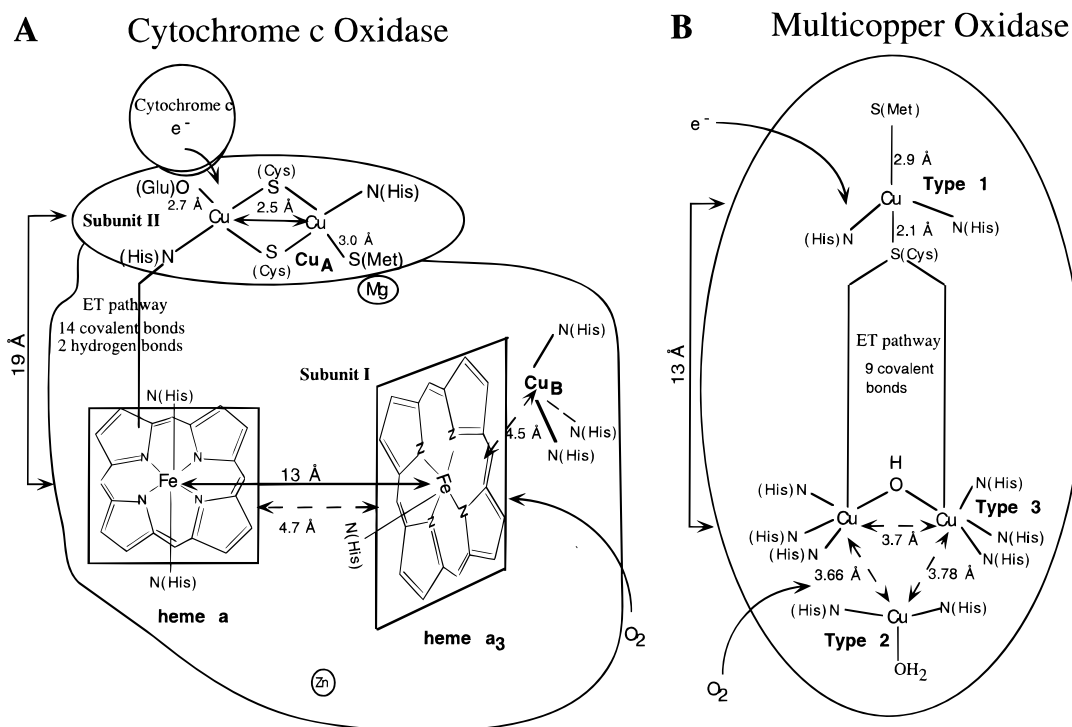 A
Cytochrome c Oxidase
Cytochrome c
e-
(Glu)O
2.7 Å
Cu
(Cys)
S
2.5 Å
Cu
N(His)
Subunit II
S
(Cys)
CuA
3.0 Å
S(Met)
(His)N
Mg
ET pathway
14 covalent bonds
2 hydrogen bonds
19 Å
Subunit I
N(His)
CuB
N(His)
N(His)
4.5 Å
N(His)
N
N
Fe
N
N
N(His)
heme a
13 Å
4.7 Å
N
N
Fe
N
N
N(His)
heme a3
O2
Zn
B
Multicopper Oxidase
e-
S(Met)
2.9 Å
Cu
Type 1
(His)N
N(His)
2.1 Å
S(Cys)
13 Å
ET pathway
9 covalent
bonds
H
O
(His)N
(His)N
(His)N
Cu
3.7 Å
Cu
N(His)
Type 3
N(His)
N(His)
3.66 Å
3.78 Å
(His)N
Cu
N(His)
Type 2
OH2
O2